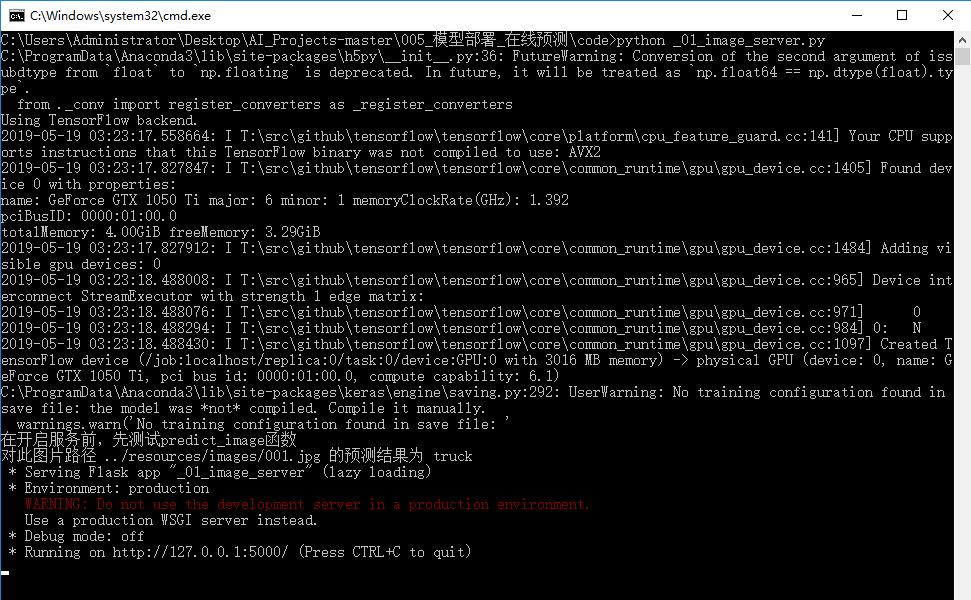 C:\Windows\system32\cmd.exe
C:\Users\Administrator\Desktop\AI_Projects-master\005_模型部署_在线预测\code>python _01_image_server.py
C:\ProgramData\Anaconda3\lib\site-packages\h5py\__init__.py:36: FutureWarning: Conversion of the second argument of iss
ubdtype from `float` to `np.floating` is deprecated. In future, it will be treated as `np.float64 == np.dtype(float).ty
pe`.
  from ._conv import register_converters as _register_converters
Using TensorFlow backend.
2019-05-19 03:23:17.558664: I T:\src\github\tensorflow\tensorflow\core\platform\cpu_feature_guard.cc:141] Your CPU supp
orts instructions that this TensorFlow binary was not compiled to use: AVX2
2019-05-19 03:23:17.827847: I T:\src\github\tensorflow\tensorflow\core\common_runtime\gpu\gpu_device.cc:1405] Found dev
ice 0 with properties:
name: GeForce GTX 1050 Ti major: 6 minor: 1 memoryClockRate(GHz): 1.392
pciBusID: 0000:01:00.0
totalMemory: 4.00GiB freeMemory: 3.29GiB
2019-05-19 03:23:17.827912: I T:\src\github\tensorflow\tensorflow\core\common_runtime\gpu\gpu_device.cc:1484] Adding vi
sible gpu devices: 0
2019-05-19 03:23:18.488008: I T:\src\github\tensorflow\tensorflow\core\common_runtime\gpu\gpu_device.cc:965] Device int
erconnect StreamExecutor with strength 1 edge matrix:
2019-05-19 03:23:18.488076: I T:\src\github\tensorflow\tensorflow\core\common_runtime\gpu\gpu_device.cc:971]      0
2019-05-19 03:23:18.488294: I T:\src\github\tensorflow\tensorflow\core\common_runtime\gpu\gpu_device.cc:984] 0:   N
2019-05-19 03:23:18.488430: I T:\src\github\tensorflow\tensorflow\core\common_runtime\gpu\gpu_device.cc:1097] Created T
ensorFlow device (/job:localhost/replica:0/task:0/device:GPU:0 with 3016 MB memory) -> physical GPU (device: 0, name: G
eForce GTX 1050 Ti, pci bus id: 0000:01:00.0, compute capability: 6.1)
C:\ProgramData\Anaconda3\lib\site-packages\keras\engine\saving.py:292: UserWarning: No training configuration found in
save file: the model was *not* compiled. Compile it manually.
  warnings.warn('No training configuration found in save file: '
在开启服务前，先测试predict_image函数
对此图片路径 ../resources/images/001.jpg 的预测结果为 truck
 * Serving Flask app "_01_image_server" (lazy loading)
 * Environment: production
   WARNING: Do not use the development server in a production environment.
   Use a production WSGI server instead.
 * Debug mode: off
 * Running on http://127.0.0.1:5000/ (Press CTRL+C to quit)